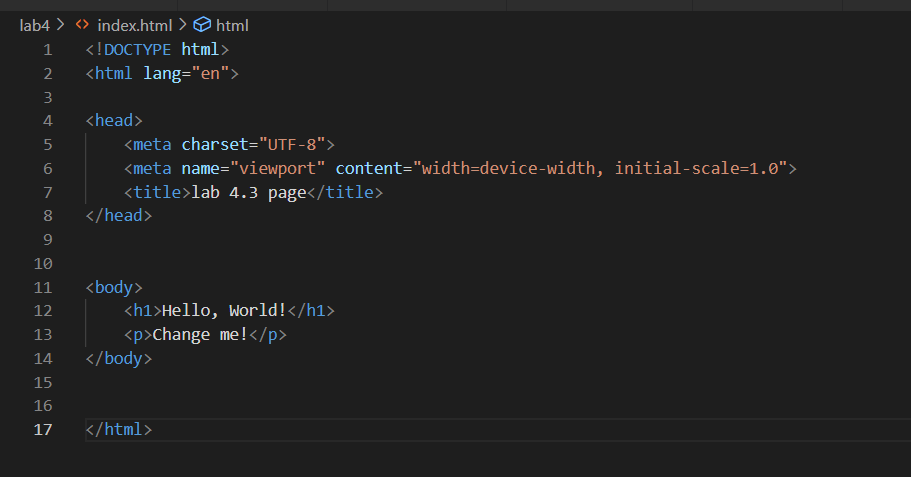 lab4 > index.html > html
1 <!DOCTYPE html>
2 <html lang="en">
3
4 <head>
5     <meta charset="UTF-8">
6     <meta name="viewport" content="width=device-width, initial-scale=1.0">
7     <title>lab 4.3 page</title>
8 </head>
9
10
11 <body>
12     <h1>Hello, World!</h1>
13     <p>Change me!</p>
14 </body>
15
16
17 </html>